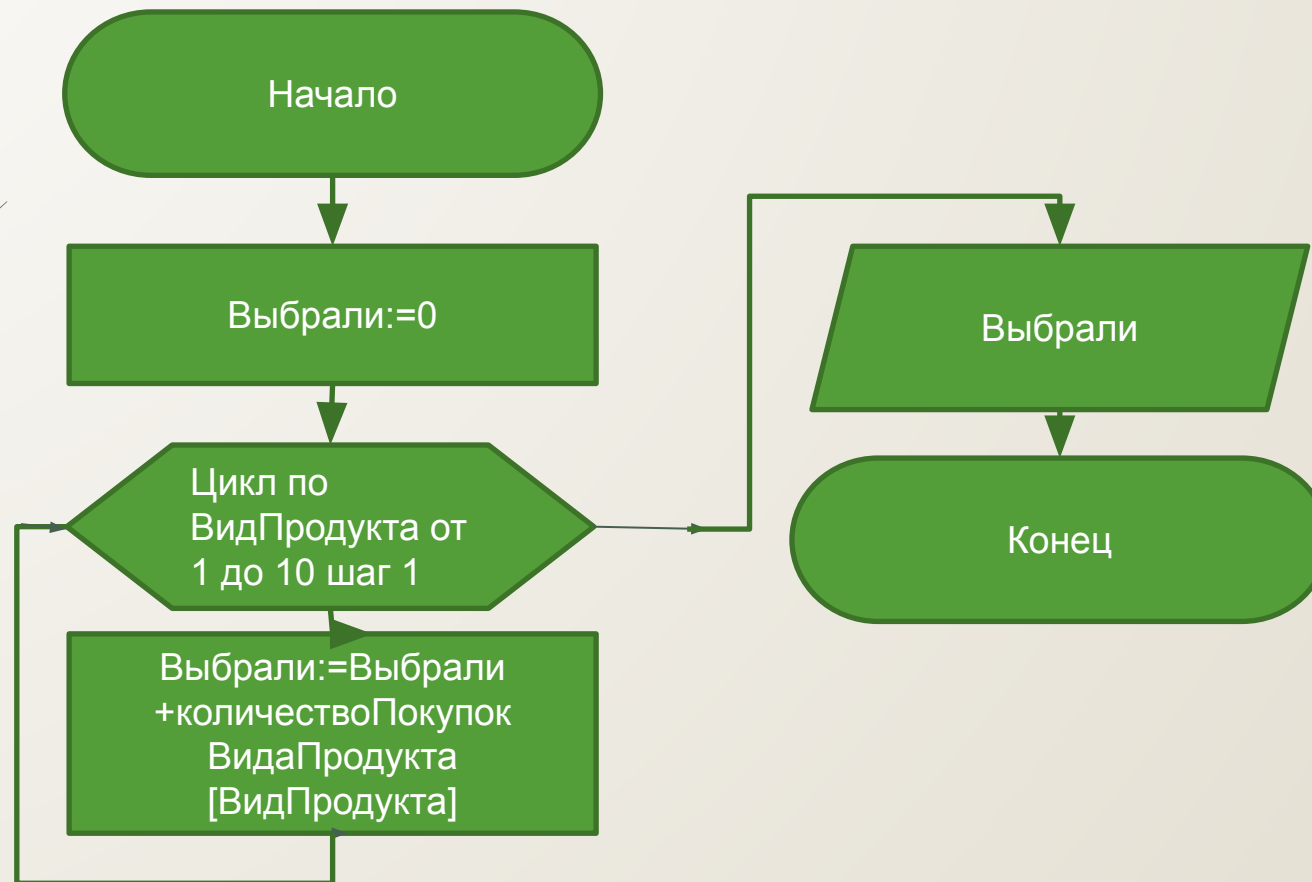 Начало
Выбрали:=0
Цикл по
ВидПродукта от
1 до 10 шаг 1
Выбрали:=Выбрали
+количествоПокупок
ВидаПродукта
[ВидПродукта]
Выбрали
Конец